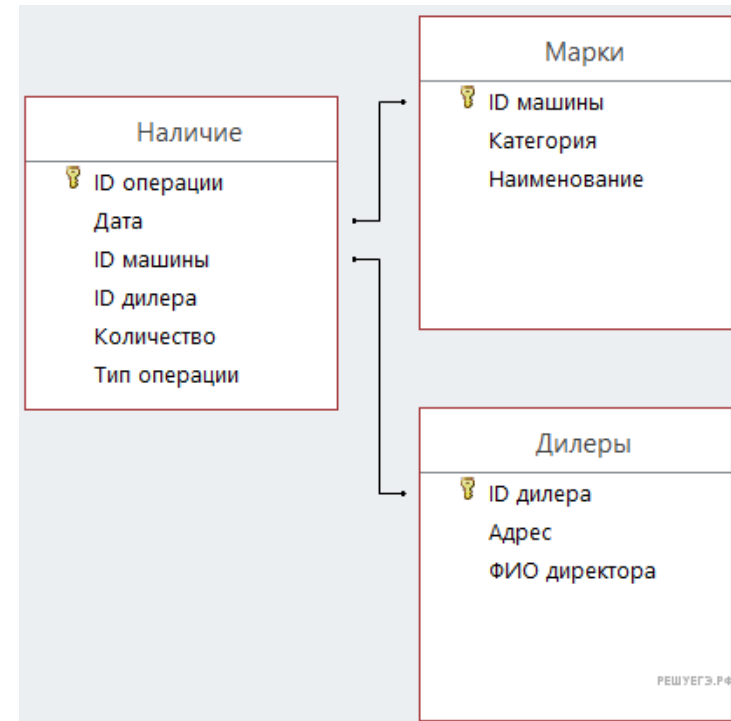 Наличие
ID операции
Дата
ID машины
ID дилера
Количество
Тип операции
Марки
ID машины
Категория
Наименование
Дилеры
ID дилера
Адрес
ФИО директора
РЕШУЕГЭ.РФ